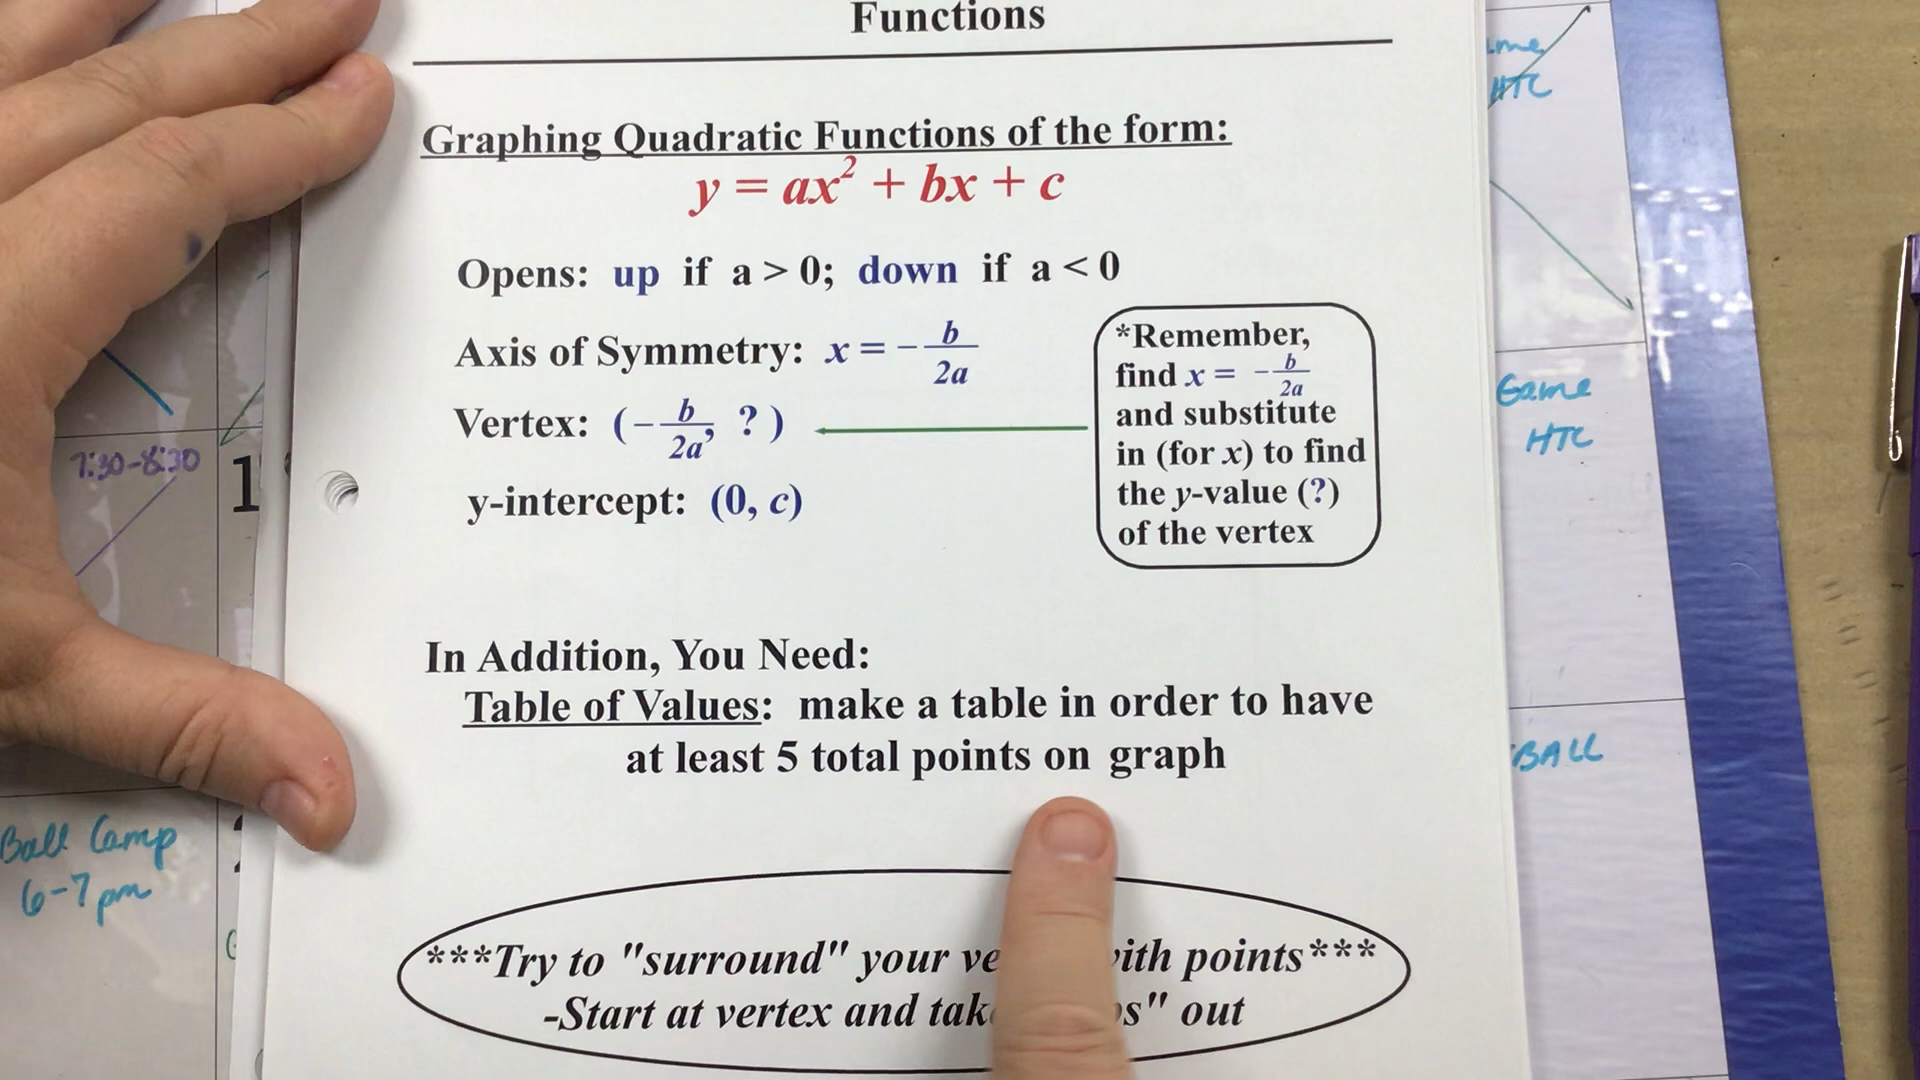 Functions
Graphing Quadratic Functions of the form:
y = ax² + bx + c
Opens: up if a > 0; down if a < 0
Axis of Symmetry: x = -b/2a
Vertex: (-b/2a, ?)
y-intercept: (0, c)
*Remember,
find x = -b/2a
and substitute
in (for x) to find
the y-value (?)
of the vertex
In Addition, You Need:
Table of Values: make a table in order to have
at least 5 total points on graph
***Try to "surround" your points***
-Start at vertex and out
7:30-8:30
1
Ball Camp
6-7 pm
HTC
Game
HTC
BALL